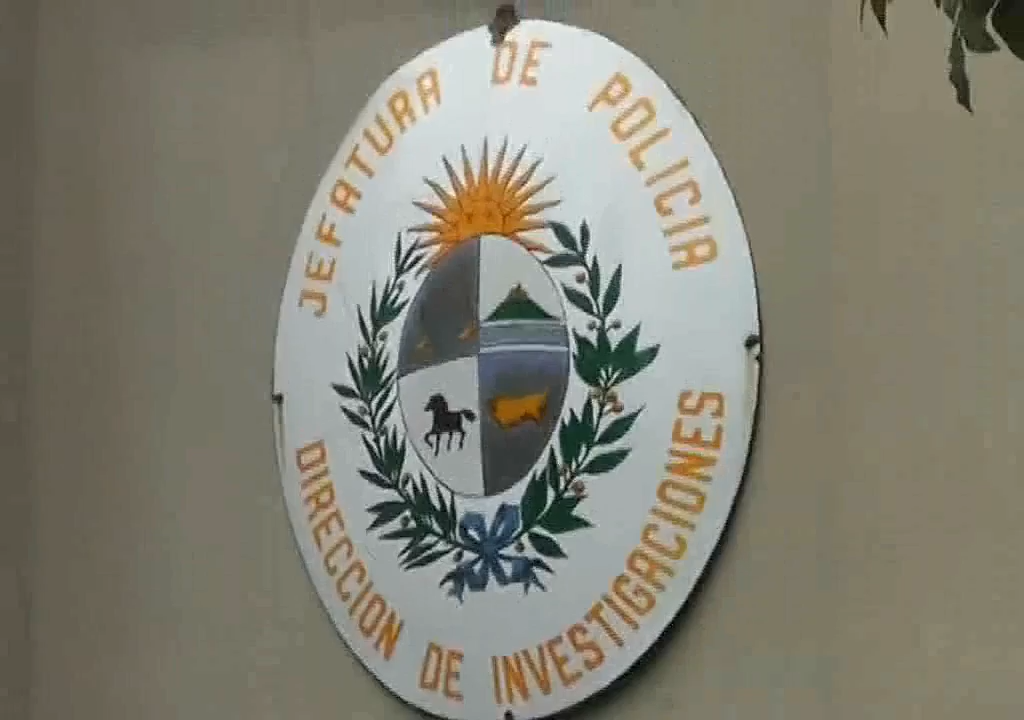 JEFATURA DE POLICIA
DIRECCION DE INVESTIGACIONES